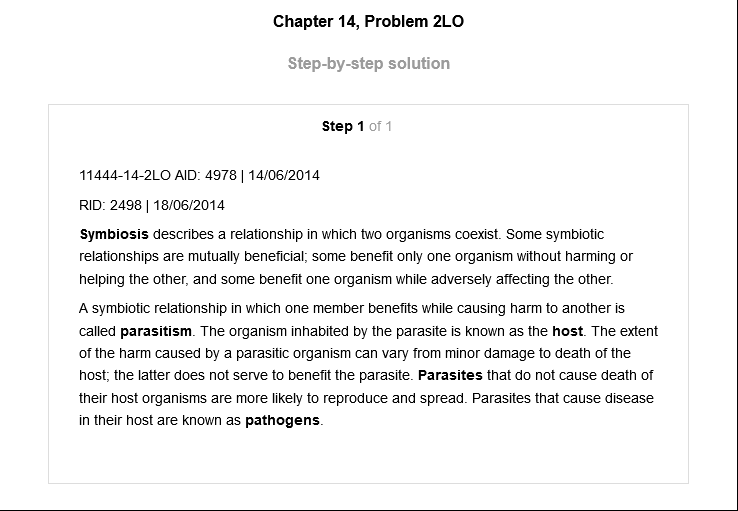 Chapter 14, Problem 2LO
Step-by-step solution
Step 1 of 1
11444-14-2LO AID: 4978 | 14/06/2014
RID: 2498 | 18/06/2014
Symbiosis describes a relationship in which two organisms coexist. Some symbiotic
relationships are mutually beneficial; some benefit only one organism without harming or
helping the other, and some benefit one organism while adversely affecting the other.
A symbiotic relationship in which one member benefits while causing harm to another is
called parasitism. The organism inhabited by the parasite is known as the host. The extent
of the harm caused by a parasitic organism can vary from minor damage to death of the
host; the latter does not serve to benefit the parasite. Parasites that do not cause death of
their host organisms are more likely to reproduce and spread. Parasites that cause disease
in their host are known as pathogens.